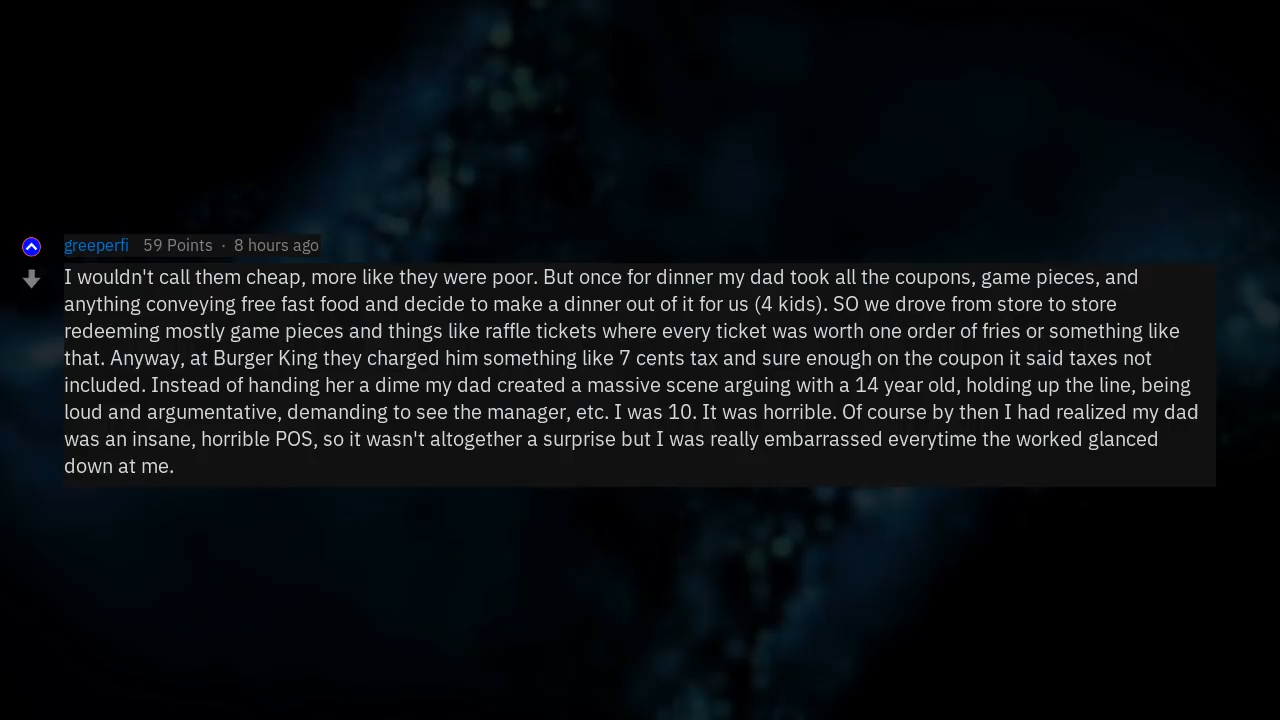 greeperfi 59 Points · 8 hours ago
I wouldn't call them cheap, more like they were poor. But once for dinner my dad took all the coupons, game pieces, and
anything conveying free fast food and decide to make a dinner out of it for us (4 kids). SO we drove from store to store
redeeming mostly game pieces and things like raffle tickets where every ticket was worth one order of fries or something like
that. Anyway, at Burger King they charged him something like 7 cents tax and sure enough on the coupon it said taxes not
included. Instead of handing her a dime my dad created a massive scene arguing with a 14 year old, holding up the line, being
loud and argumentative, demanding to see the manager, etc. I was 10. It was horrible. Of course by then I had realized my dad
was an insane, horrible POS, so it wasn't altogether a surprise but I was really embarrassed everytime the worked glanced
down at me.